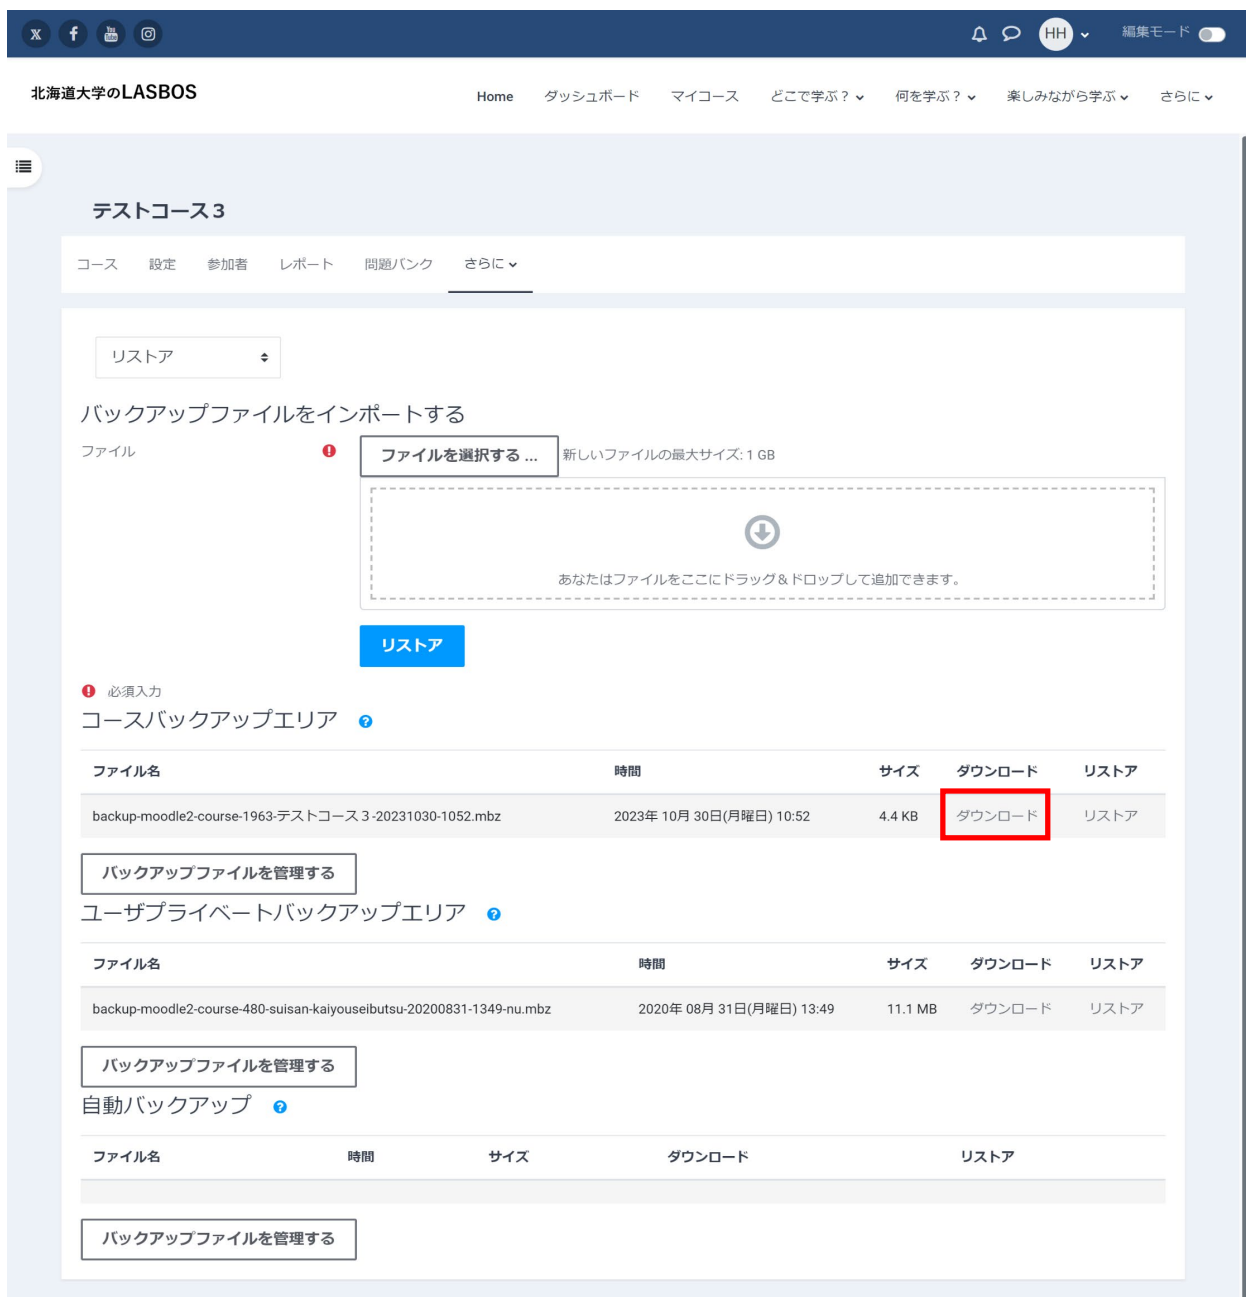 HH 編集モード
北海道大学のLASBOS Home ダッシュボード マイコース どこで学ぶ？ 何を学ぶ？ 楽しみながら学ぶ さらに
テストコース３
コース 設定 参加者 レポート 問題バンク さらに
リストア
バックアップファイルをインポートする
ファイル ファイルを選択する ... 新しいファイルの最大サイズ: 1 GB
あなたはファイルをここにドラッグ＆ドロップして追加できます。
リストア
必須入力
コースバックアップエリア
ファイル名 時間 サイズ ダウンロード リストア
backup-moodle2-course-1963-テストコース３-20231030-1052.mbz 2023年 10月 30日(月曜日) 10:52 4.4 KB ダウンロード リストア
バックアップファイルを管理する
ユーザプライベートバックアップエリア
ファイル名 時間 サイズ ダウンロード リストア
backup-moodle2-course-480-suisan-kaiyouseibutsu-20200831-1349-nu.mbz 2020年 08月 31日(月曜日) 13:49 11.1 MB ダウンロード リストア
バックアップファイルを管理する
自動バックアップ
ファイル名 時間 サイズ ダウンロード リストア
バックアップファイルを管理する